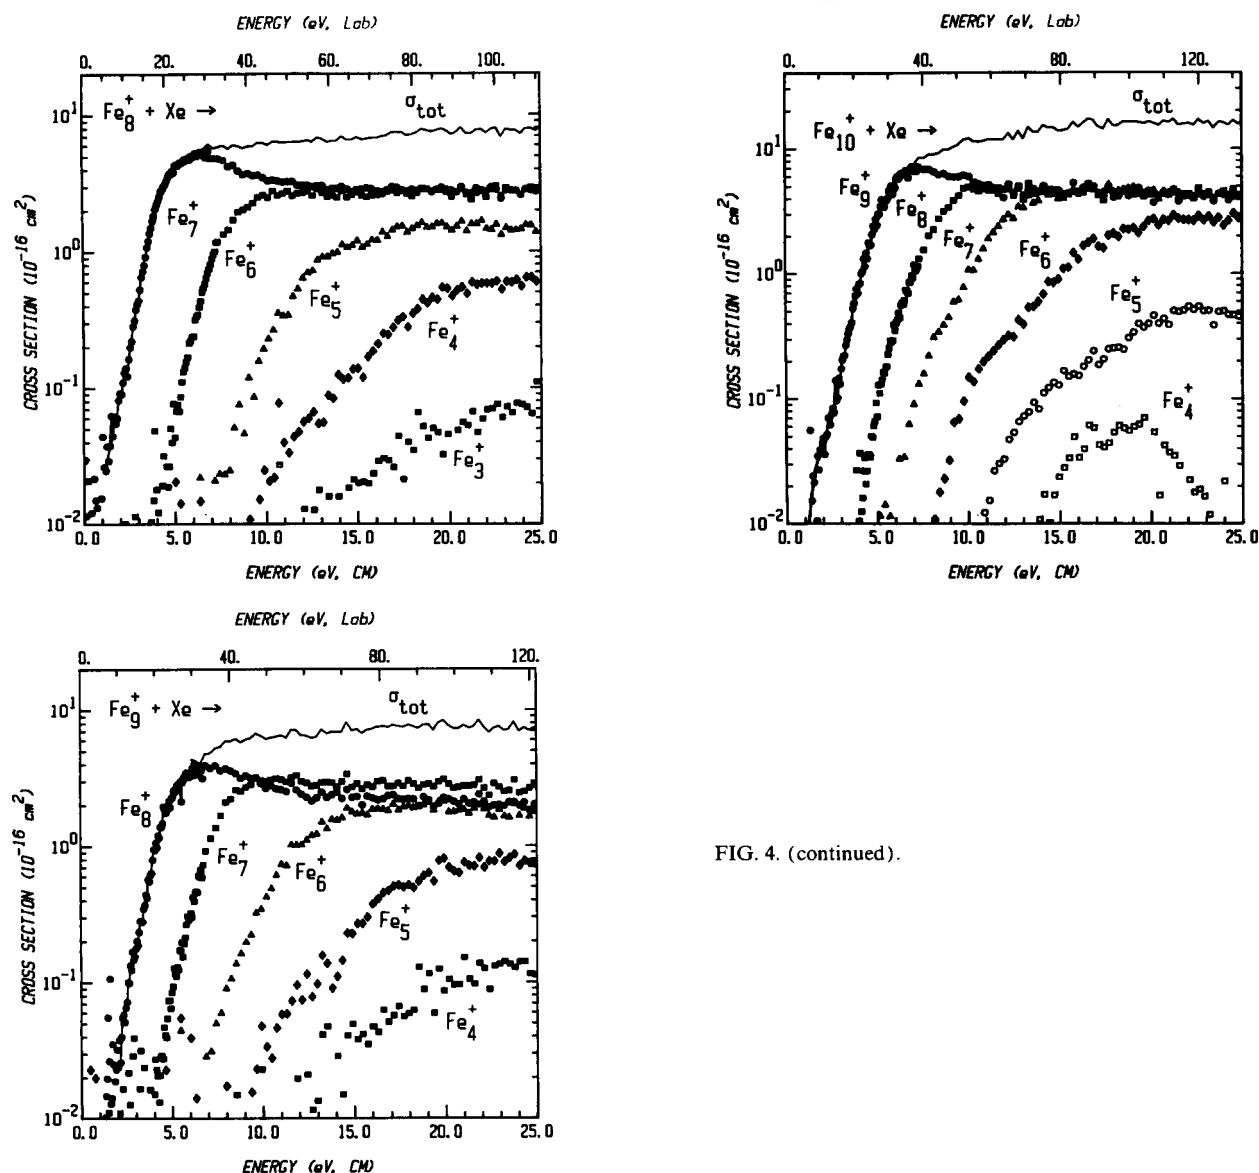 ENERGY (eV, Lab)
0. 20. 40. 60. 80. 100.
Fe8+ + Xe →
σtot
Fe7+
Fe6+
Fe5+
Fe4+
Fe3+
10^1
10^0
10^-1
10^-2
CROSS SECTION (10^-16 cm^2)
0.0 5.0 10.0 15.0 20.0 25.0
ENERGY (eV, CM)
ENERGY (eV, Lab)
0. 40. 80. 120.
Fe10+ + Xe →
σtot
Fe9+
Fe8+
Fe7+
Fe6+
Fe5+
Fe4+
10^1
10^0
10^-1
10^-2
CROSS SECTION (10^-16 cm^2)
0.0 5.0 10.0 15.0 20.0 25.0
ENERGY (eV, CM)
ENERGY (eV, Lab)
0. 40. 80. 120.
Fe9+ + Xe →
σtot
Fe8+
Fe7+
Fe6+
Fe5+
Fe4+
10^1
10^0
10^-1
10^-2
CROSS SECTION (10^-16 cm^2)
0.0 5.0 10.0 15.0 20.0 25.0
ENERGY (eV, CM)
FIG. 4. (continued).